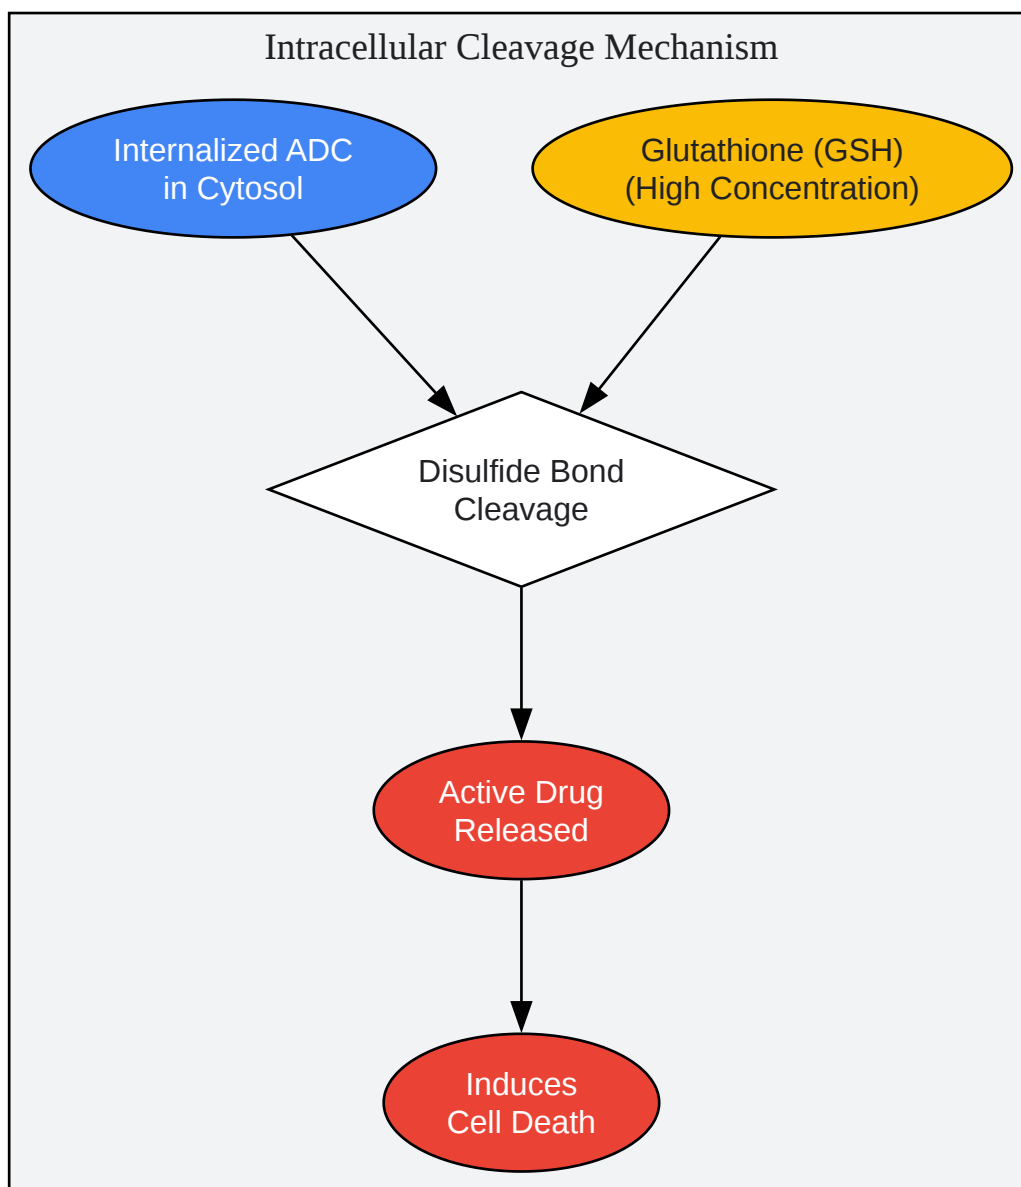 Intracellular Cleavage Mechanism
Internalized ADC
in Cytosol
Glutathione (GSH)
(High Concentration)
Disulfide Bond
Cleavage
Active Drug
Released
Induces
Cell Death